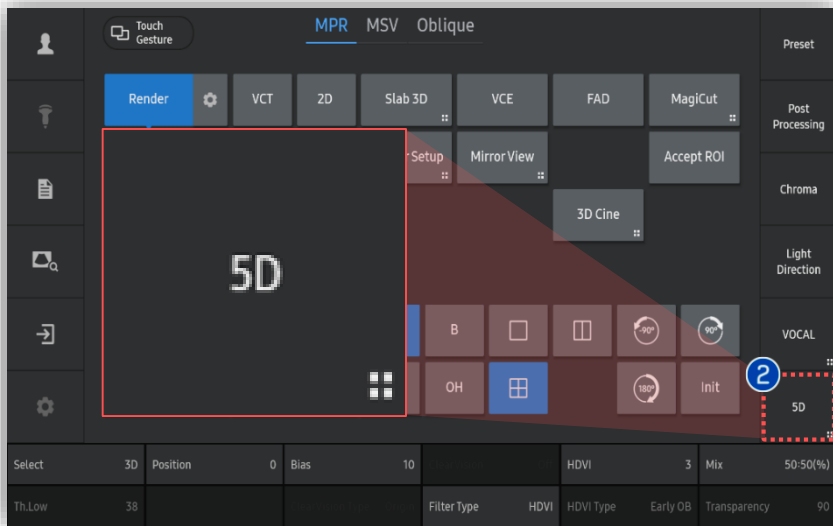 Touch
Gesture
MPR MSV Oblique
Preset
Render VCT 2D Slab 3D VCE FAD MagiCut
Post
Processing
Setup Mirror View Accept ROI
Chroma
3D Cine
5D
Light
Direction
B -90° 90°
VOCAL
2
OH 180° Init
5D
Select 3D Position 0 Bias 10 HDVI 3 Mix 50:50(%)
Th.Low 38 Filter Type HDVI HDVI Type Early OB Transparency 90